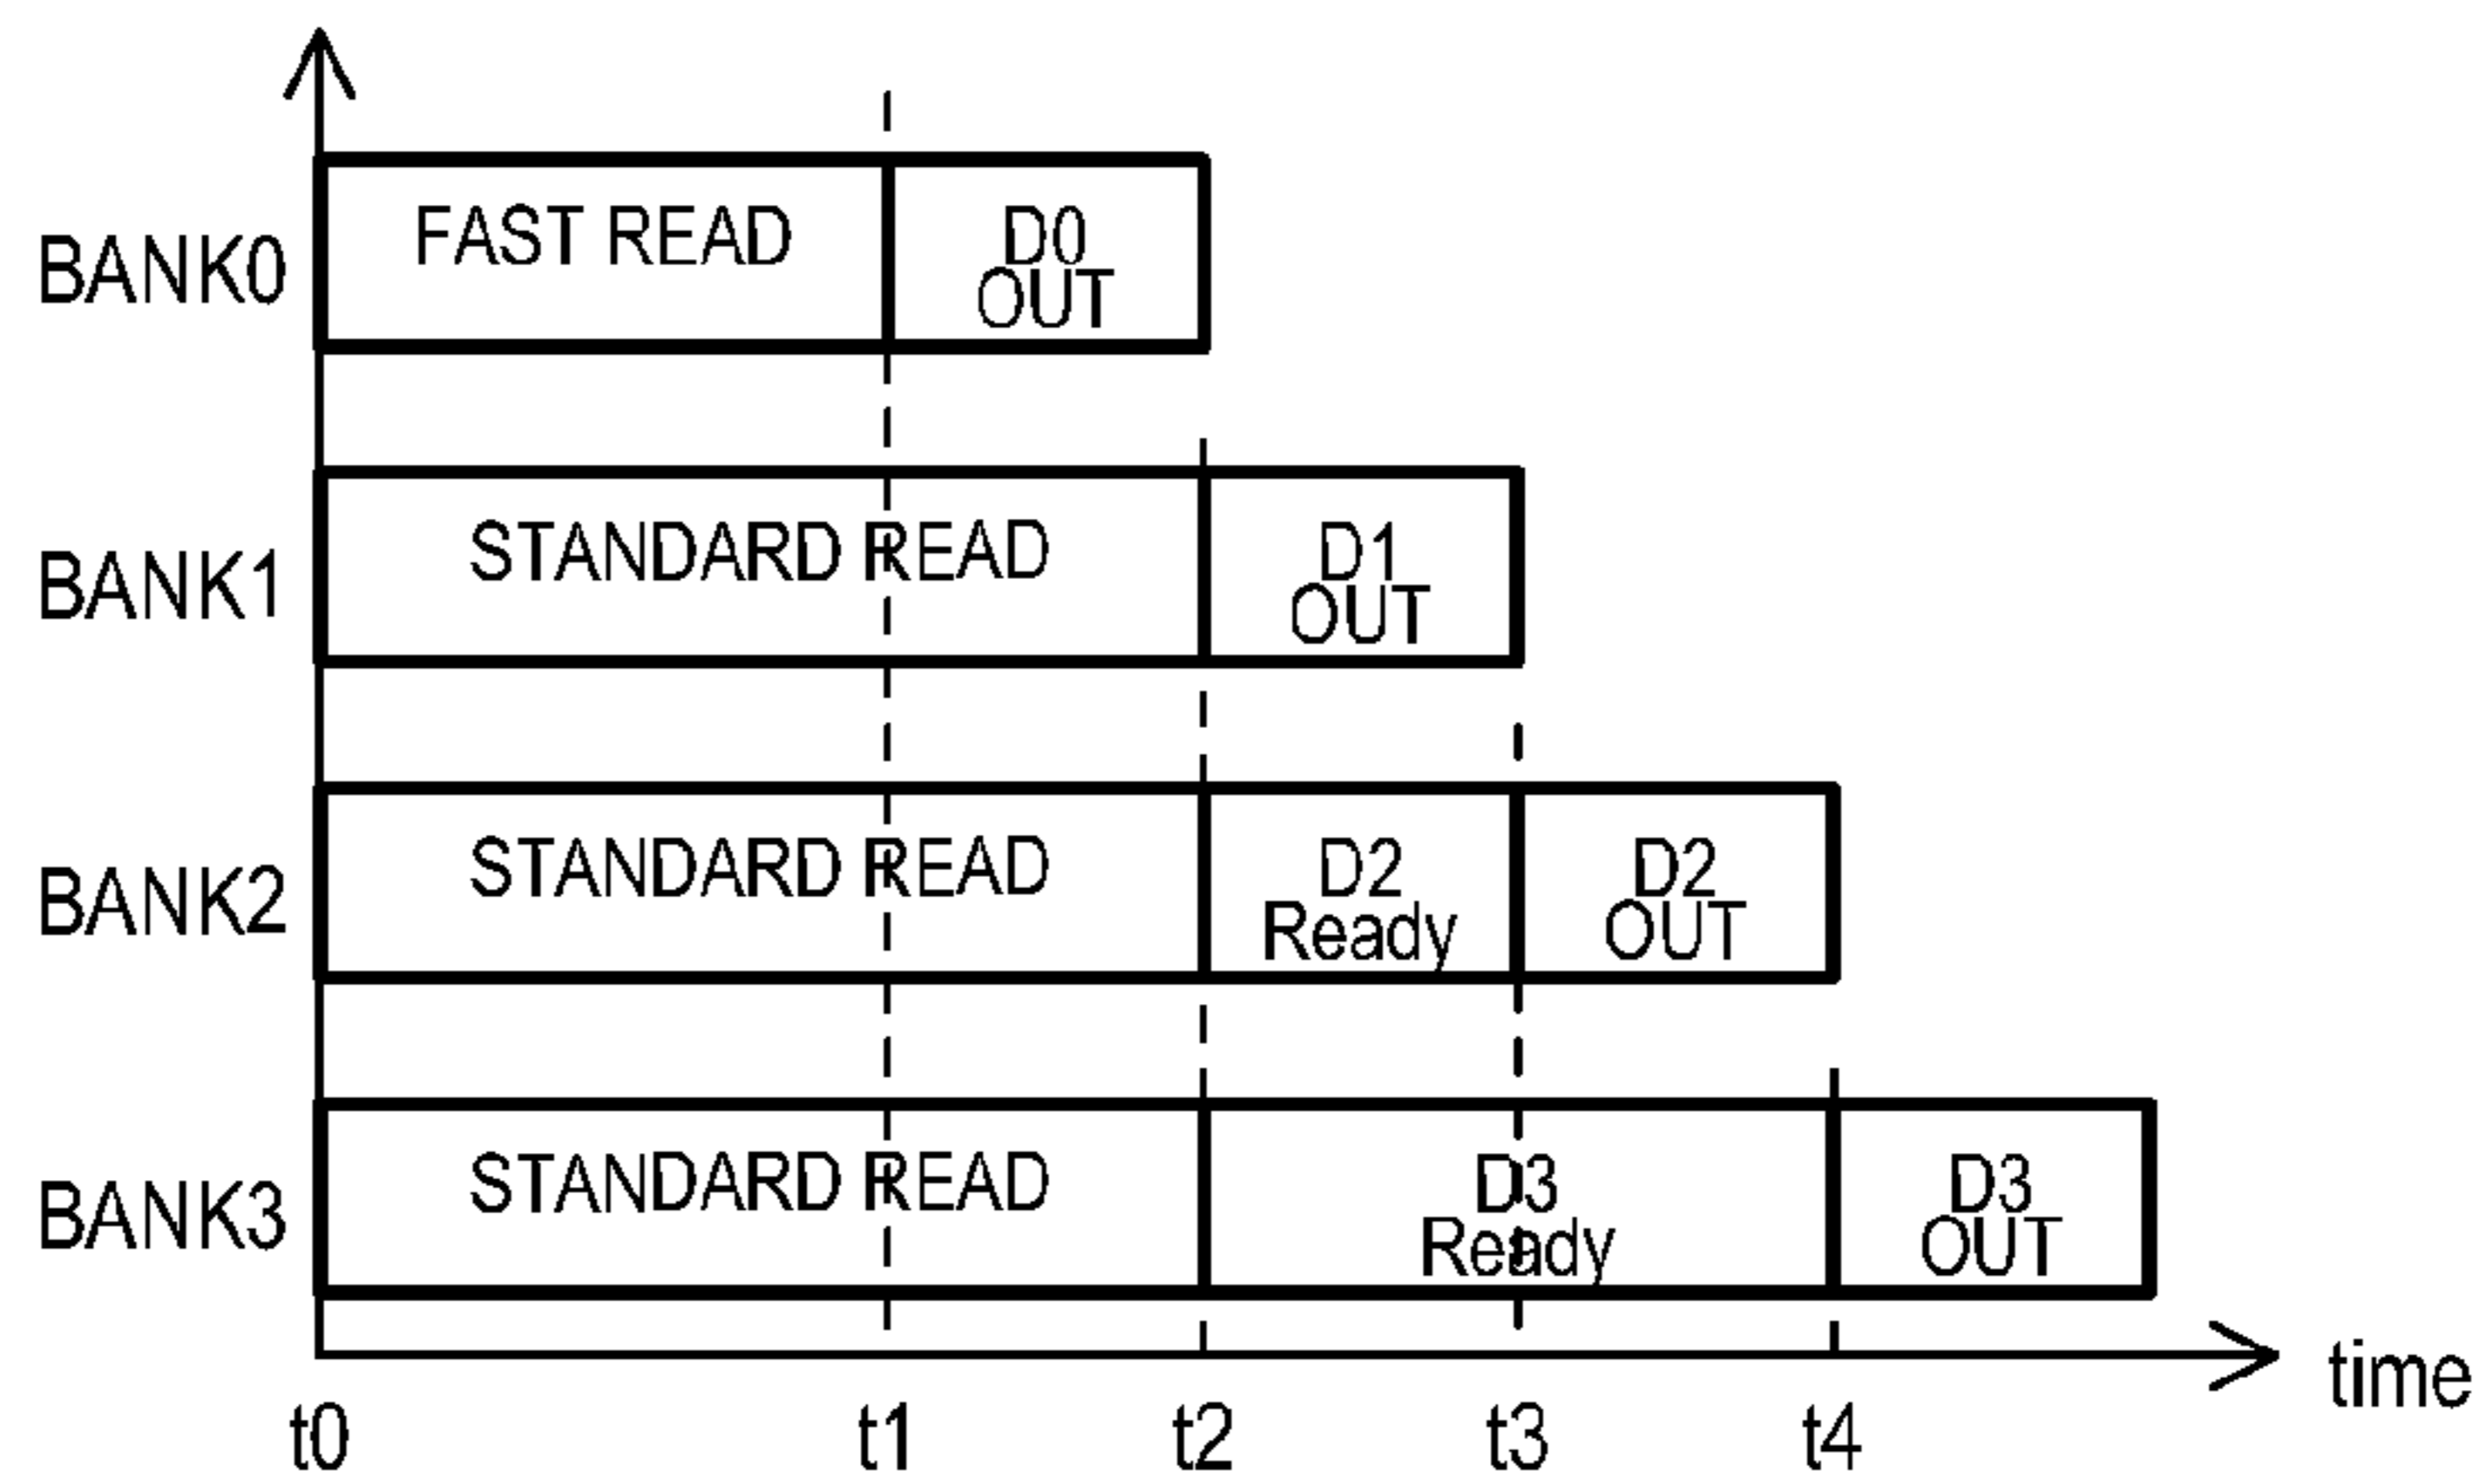 FAST READ
D0
OUT
BANK0
STANDARD READ
D1
OUT
BANK1
STANDARD READ
D2
Ready
D2
OUT
BANK2
STANDARD READ
D3
Ready
D3
OUT
BANK3
time
t0 t1 t2 t3 t4